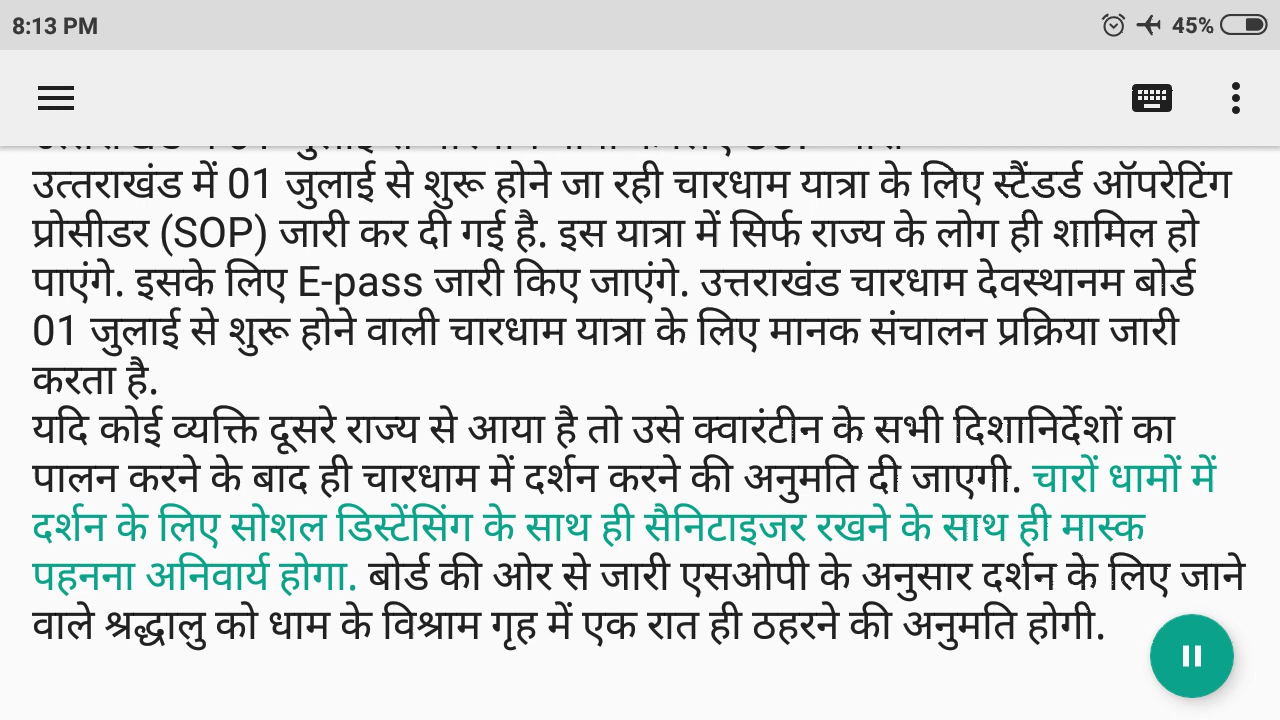 8:13 PM
45%
उत्तराखंड में 01 जुलाई से शुरू होने जा रही चारधाम यात्रा के लिए स्टैंडर्ड ऑपरेटिंग
प्रोसीडर (SOP) जारी कर दी गई है. इस यात्रा में सिर्फ राज्य के लोग ही शामिल हो
पाएंगे. इसके लिए E-pass जारी किए जाएंगे. उत्तराखंड चारधाम देवस्थानम बोर्ड
01 जुलाई से शुरू होने वाली चारधाम यात्रा के लिए मानक संचालन प्रक्रिया जारी
करता है.
यदि कोई व्यक्ति दूसरे राज्य से आया है तो उसे क्वारंटीन के सभी दिशानिर्देशों का
पालन करने के बाद ही चारधाम में दर्शन करने की अनुमति दी जाएगी. चारों धामों में
दर्शन के लिए सोशल डिस्टेंसिंग के साथ ही सैनिटाइजर रखने के साथ ही मास्क
पहनना अनिवार्य होगा. बोर्ड की ओर से जारी एसओपी के अनुसार दर्शन के लिए जाने
वाले श्रद्धालु को धाम के विश्राम गृह में एक रात ही ठहरने की अनुमति होगी.